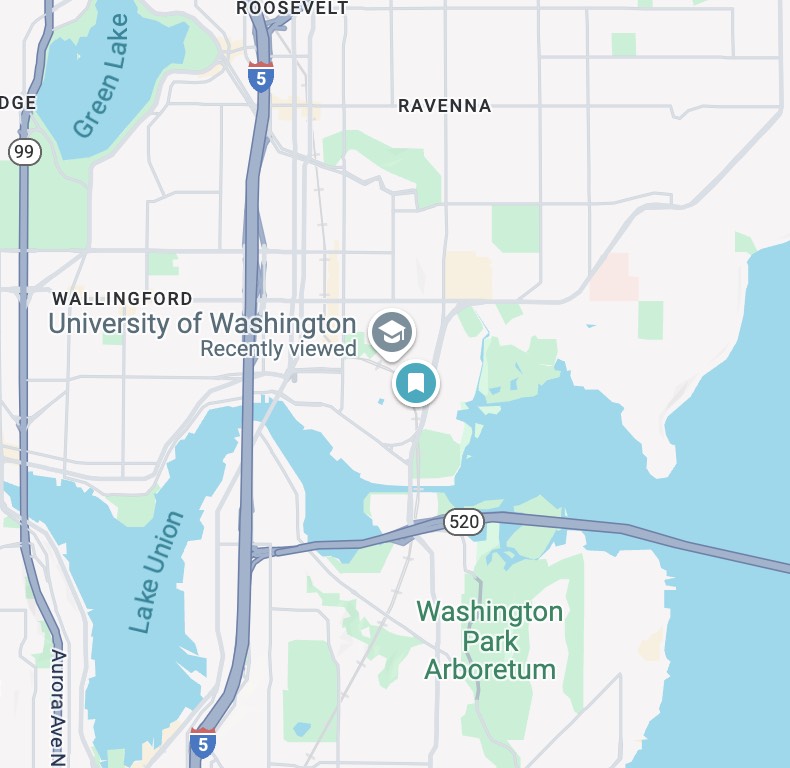 ROOSEVELT
Green Lake
5
DGE
RAVENNA
99
WALLINGFORD
University of Washington
Recently viewed
520
Lake Union
Washington
Park
Arboretum
Aurora Ave N
5